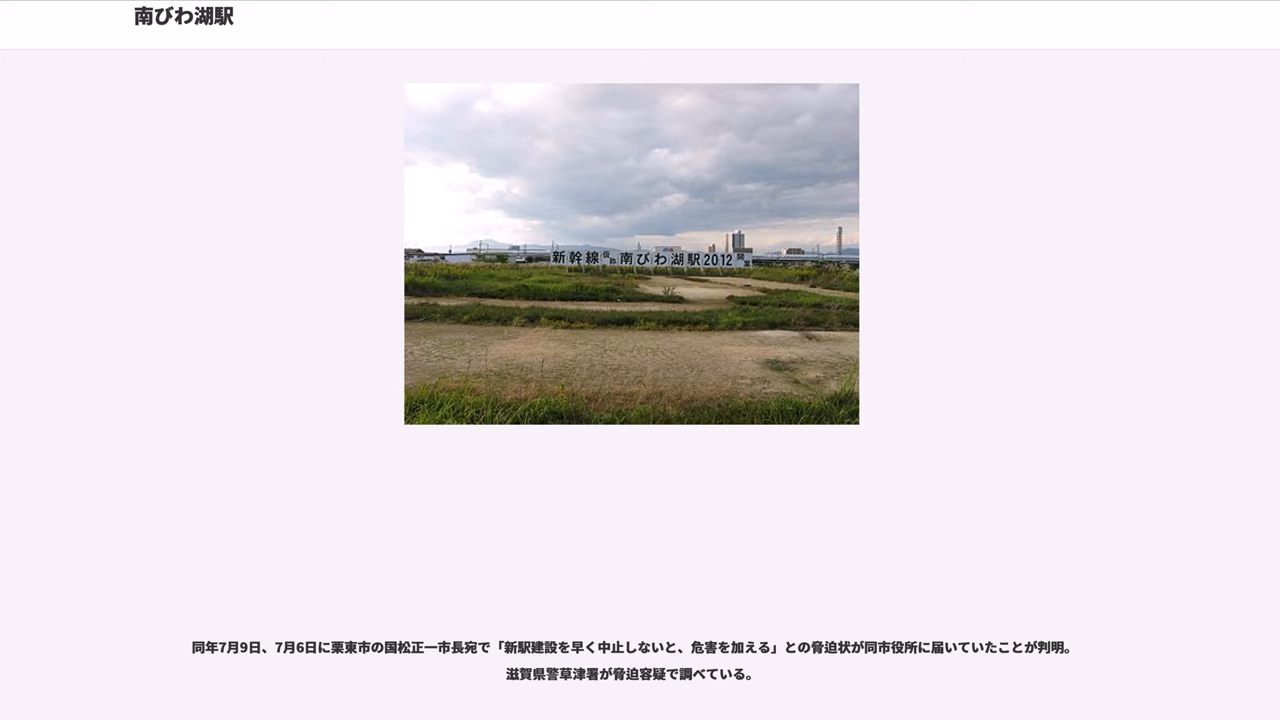 南びわ湖駅
新幹線仮称南びわ湖駅2012開業
同年7月9日、7月6日に栗東市の国松正一市長宛で「新駅建設を早く中止しないと、危害を加える」との脅迫状が同市役所に届いていたことが判明。
滋賀県警草津署が脅迫容疑で調べている。